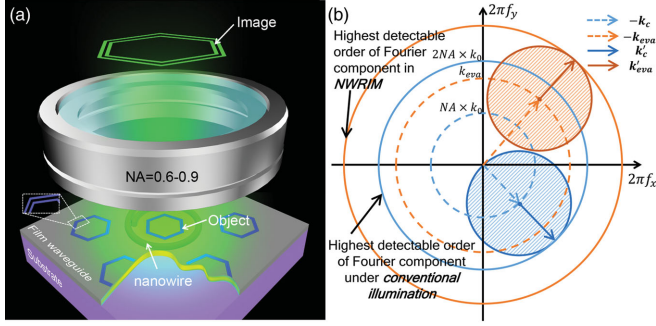 (a)
Image
NA=0.6-0.9
Object
Film waveguide
nanowire
Substrate
(b)
2πf_y
Highest detectable
order of Fourier
component in
NWRIM
2NA × k_0
k_eva
NA × k_0
2πf_x
Highest detectable order
of Fourier component
under conventional
illumination
-k_c
-k_eva
k'_c
k'_eva